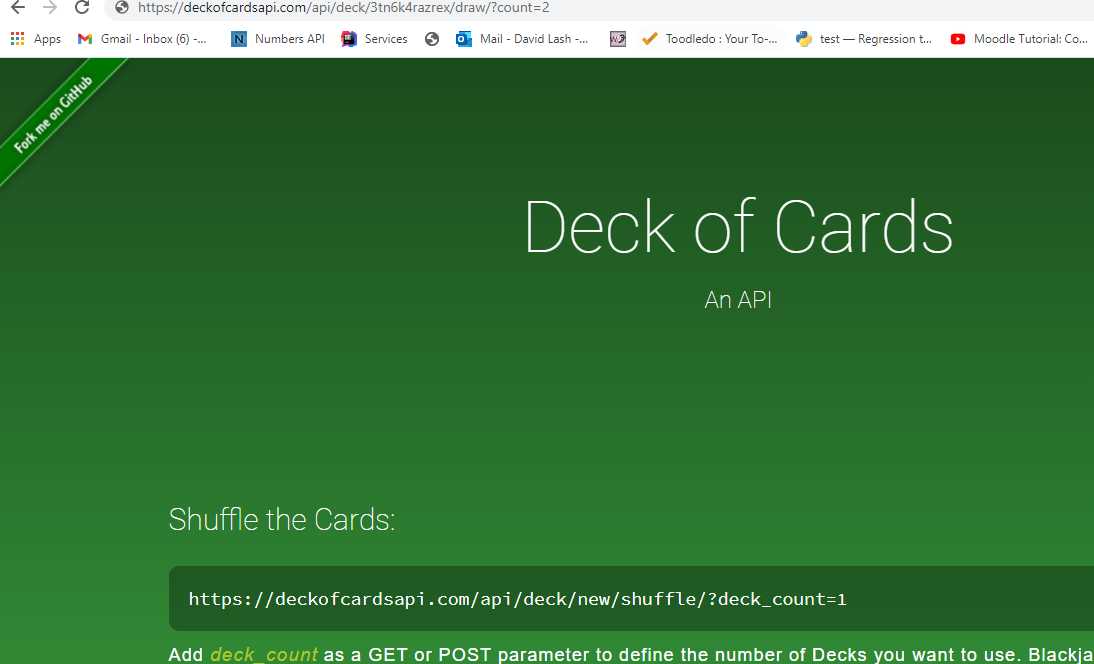 https://deckofcardsapi.com/api/deck/3tn6k4razrex/draw/?count=2
Apps Gmail - Inbox (6) -... N Numbers API Services Mail - David Lash -... Toodledo : Your To-... test — Regression t... Moodle Tutorial: Co...
Fork me on GitHub
Deck of Cards
An API
Shuffle the Cards:
https://deckofcardsapi.com/api/deck/new/shuffle/?deck_count=1
Add deck_count as a GET or POST parameter to define the number of Decks you want to use. Blackja